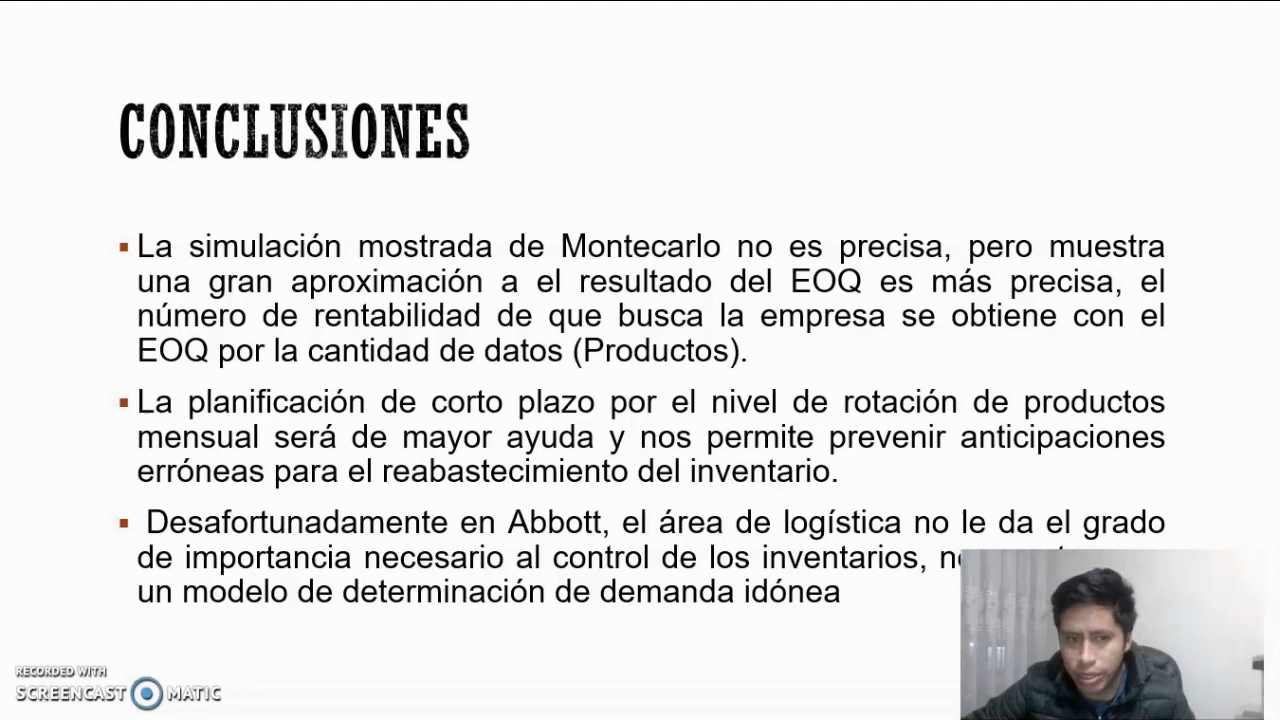 CONCLUSIONES
La simulación mostrada de Montecarlo no es precisa, pero muestra
una gran aproximación a el resultado del EOQ es más precisa, el
número de rentabilidad de que busca la empresa se obtiene con el
EOQ por la cantidad de datos (Productos).
La planificación de corto plazo por el nivel de rotación de productos
mensual será de mayor ayuda y nos permite prevenir anticipaciones
erróneas para el reabastecimiento del inventario.
Desafortunadamente en Abbott, el área de logística no le da el grado
de importancia necesario al control de los inventarios,
un modelo de determinación de demanda idónea
RECORDED WITH
SCREENCAST MATIC